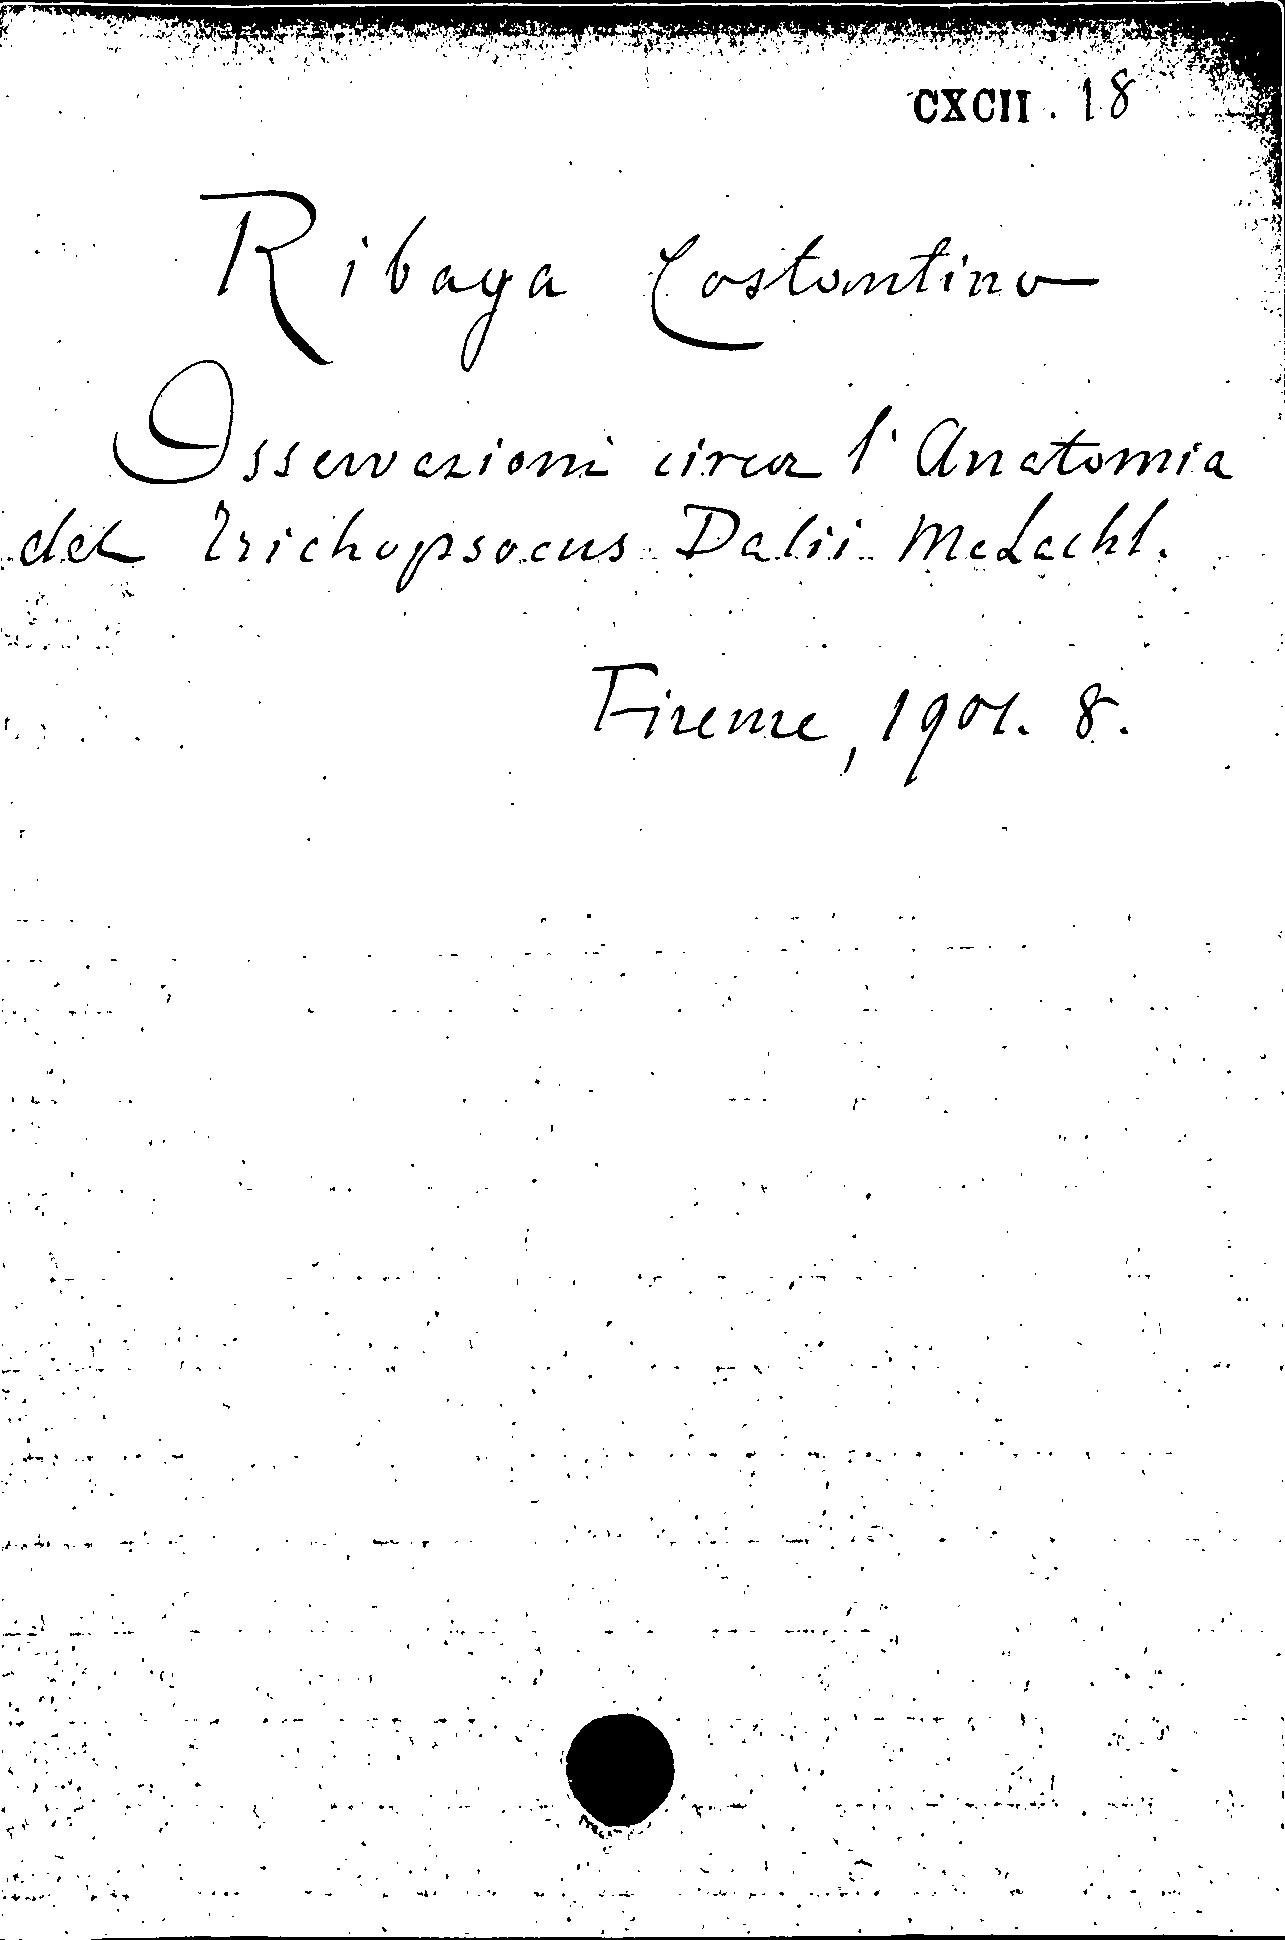 CXCII. 18
Ribaga Costantino
Osservazioni circa l'Anatomia
del Trichopsocus Dalii McLachl.
Firenze, 1901. 8.